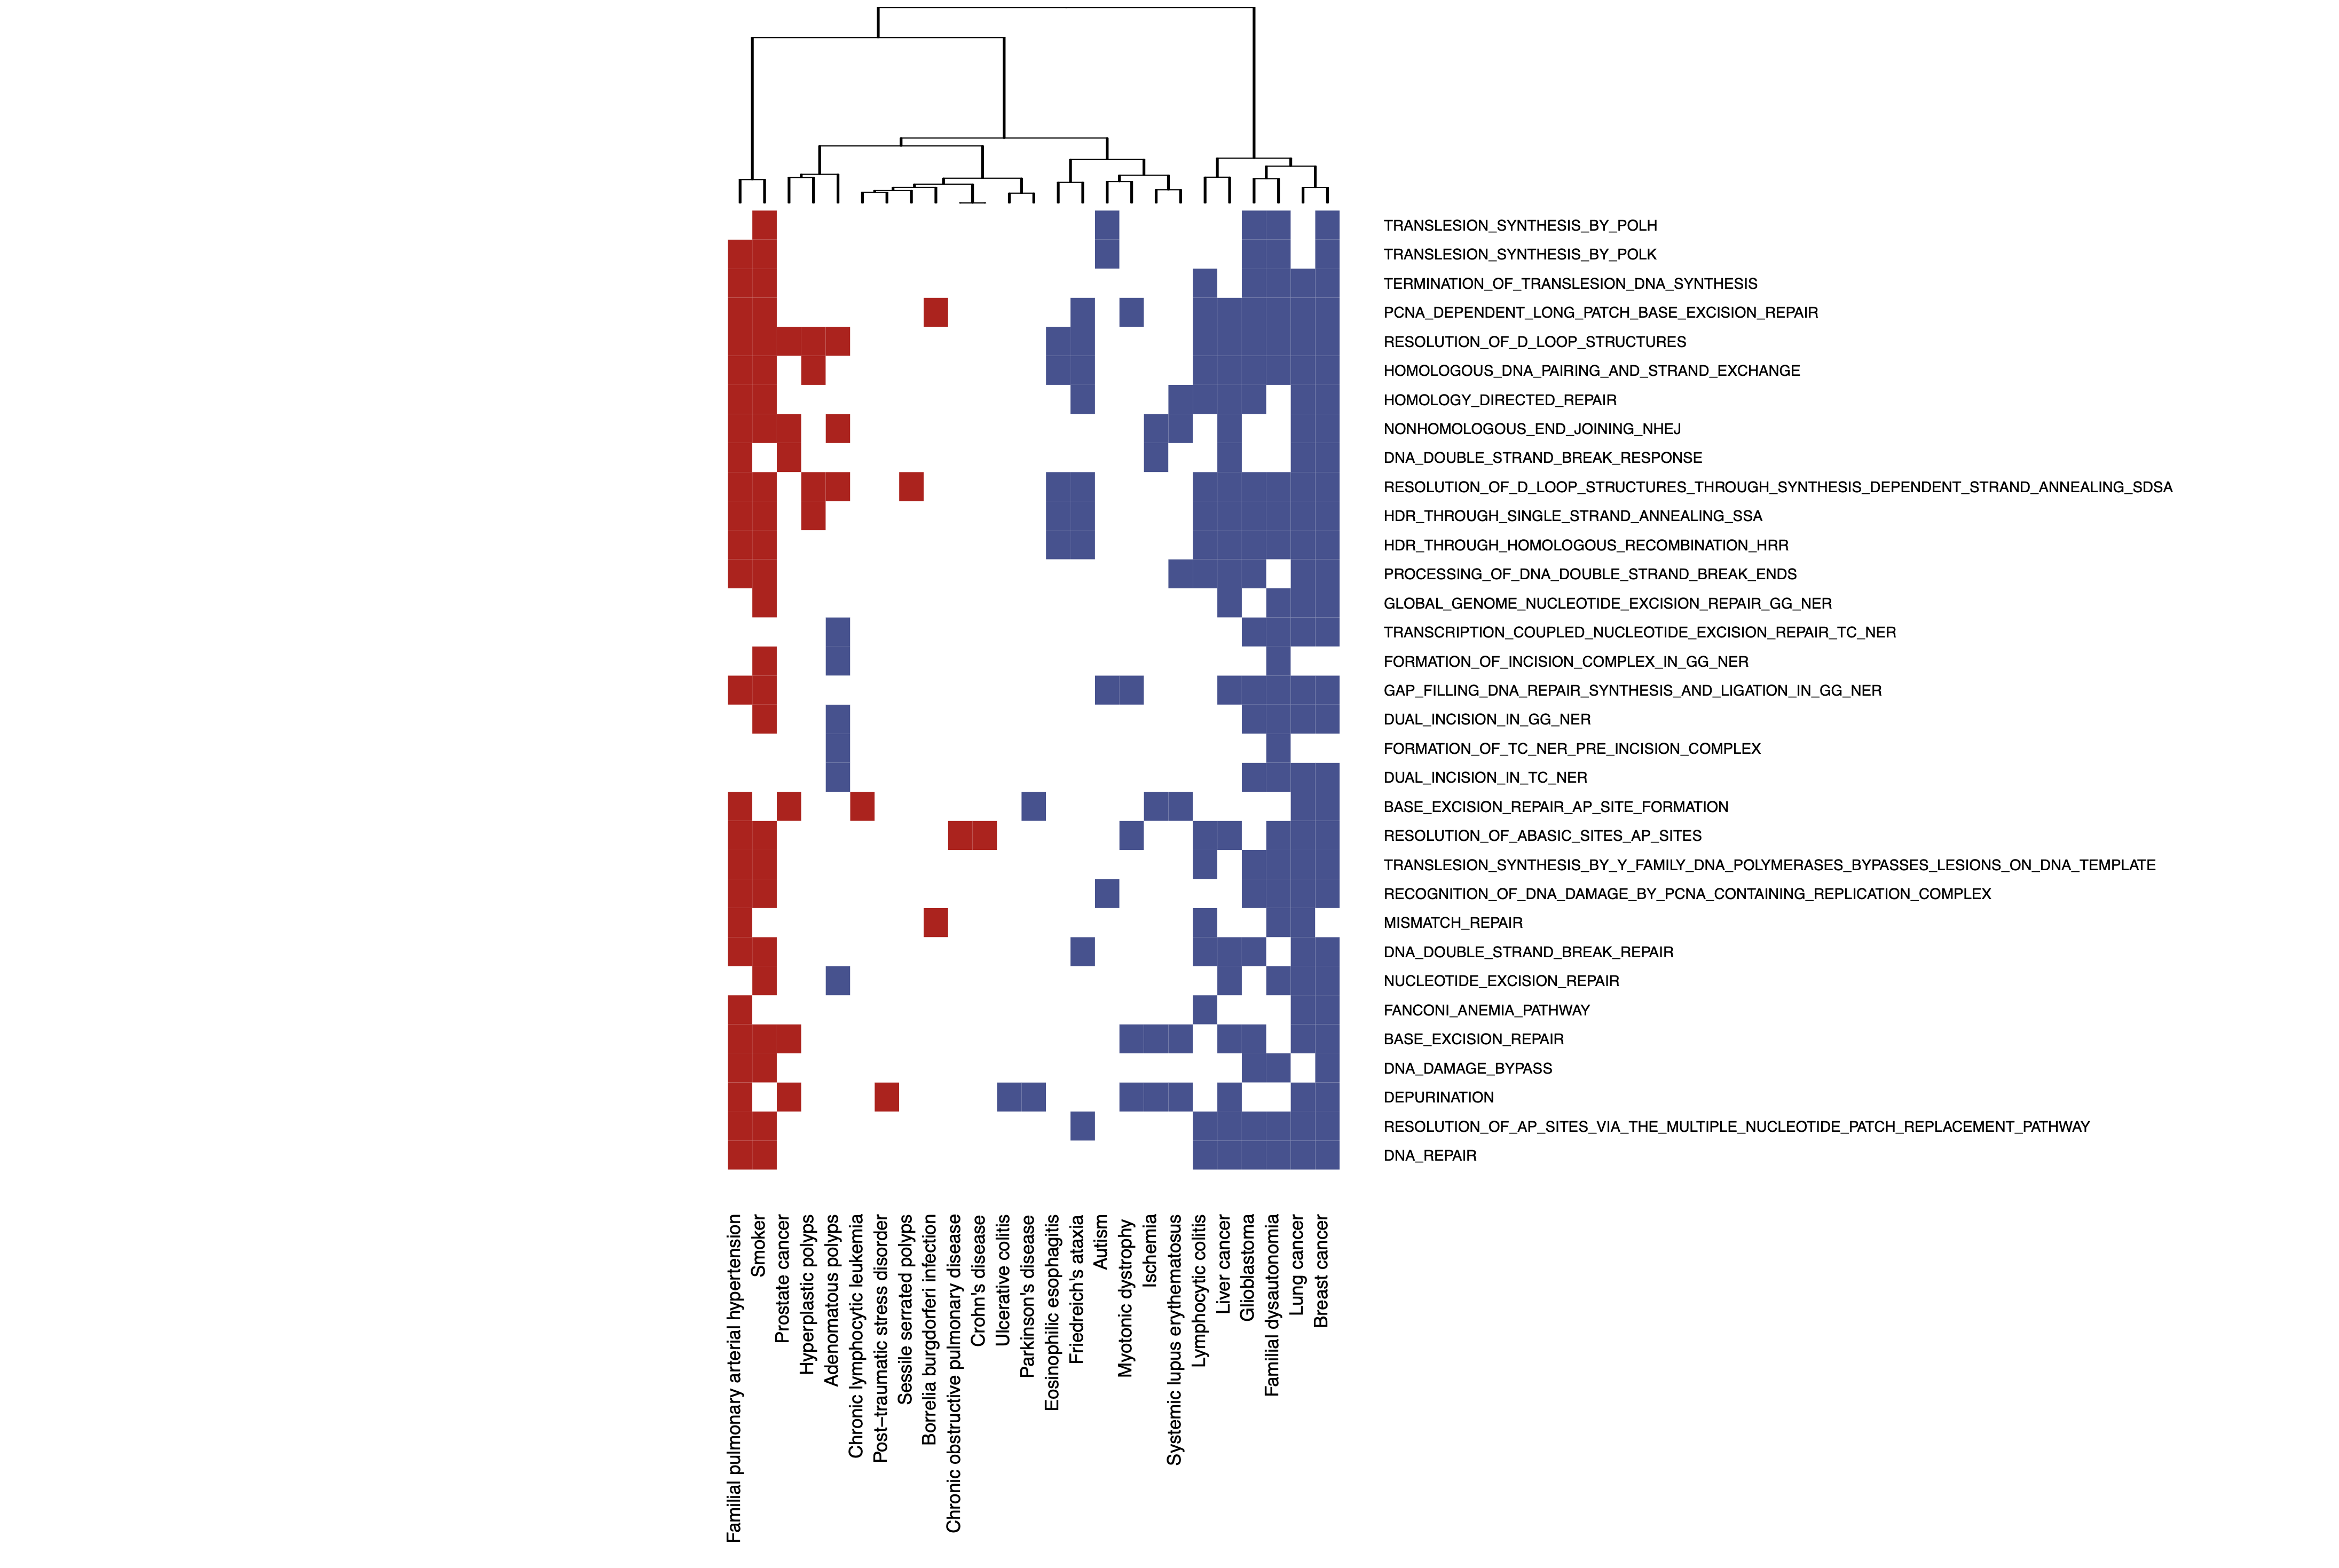 TRANSLESION_SYNTHESIS_BY_POLH
TRANSLESION_SYNTHESIS_BY_POLK
TERMINATION_OF_TRANSLESION_DNA_SYNTHESIS
PCNA_DEPENDENT_LONG_PATCH_BASE_EXCISION_REPAIR
RESOLUTION_OF_D_LOOP_STRUCTURES
HOMOLOGOUS_DNA_PAIRING_AND_STRAND_EXCHANGE
HOMOLOGY_DIRECTED_REPAIR
NONHOMOLOGOUS_END_JOINING_NHEJ
DNA_DOUBLE_STRAND_BREAK_RESPONSE
RESOLUTION_OF_D_LOOP_STRUCTURES_THROUGH_SYNTHESIS_DEPENDENT_STRAND_ANNEALING_SDSA
HDR_THROUGH_SINGLE_STRAND_ANNEALING_SSA
HDR_THROUGH_HOMOLOGOUS_RECOMBINATION_HRR
PROCESSING_OF_DNA_DOUBLE_STRAND_BREAK_ENDS
GLOBAL_GENOME_NUCLEOTIDE_EXCISION_REPAIR_GG_NER
TRANSCRIPTION_COUPLED_NUCLEOTIDE_EXCISION_REPAIR_TC_NER
FORMATION_OF_INCISION_COMPLEX_IN_GG_NER
GAP_FILLING_DNA_REPAIR_SYNTHESIS_AND_LIGATION_IN_GG_NER
DUAL_INCISION_IN_GG_NER
FORMATION_OF_TC_NER_PRE_INCISION_COMPLEX
DUAL_INCISION_IN_TC_NER
BASE_EXCISION_REPAIR_AP_SITE_FORMATION
RESOLUTION_OF_ABASIC_SITES_AP_SITES
TRANSLESION_SYNTHESIS_BY_Y_FAMILY_DNA_POLYMERASES_BYPASSES_LESIONS_ON_DNA_TEMPLATE
RECOGNITION_OF_DNA_DAMAGE_BY_PCNA_CONTAINING_REPLICATION_COMPLEX
MISMATCH_REPAIR
DNA_DOUBLE_STRAND_BREAK_REPAIR
NUCLEOTIDE_EXCISION_REPAIR
FANCONI_ANEMIA_PATHWAY
BASE_EXCISION_REPAIR
DNA_DAMAGE_BYPASS
DEPURINATION
RESOLUTION_OF_AP_SITES_VIA_THE_MULTIPLE_NUCLEOTIDE_PATCH_REPLACEMENT_PATHWAY
DNA_REPAIR
Familial pulmonary arterial hypertension
Smoker
Prostate cancer
Hyperplastic polyps
Adenomatous polyps
Chronic lymphocytic leukemia
Post−traumatic stress disorder
Sessile serrated polyps
Borrelia burgdorferi infection
Chronic obstructive pulmonary disease
Crohn's disease
Ulcerative colitis
Parkinson's disease
Eosinophilic esophagitis
Friedreich's ataxia
Autism
Myotonic dystrophy
Ischemia
Systemic lupus erythematosus
Lymphocytic colitis
Liver cancer
Glioblastoma
Familial dysautonomia
Lung cancer
Breast cancer